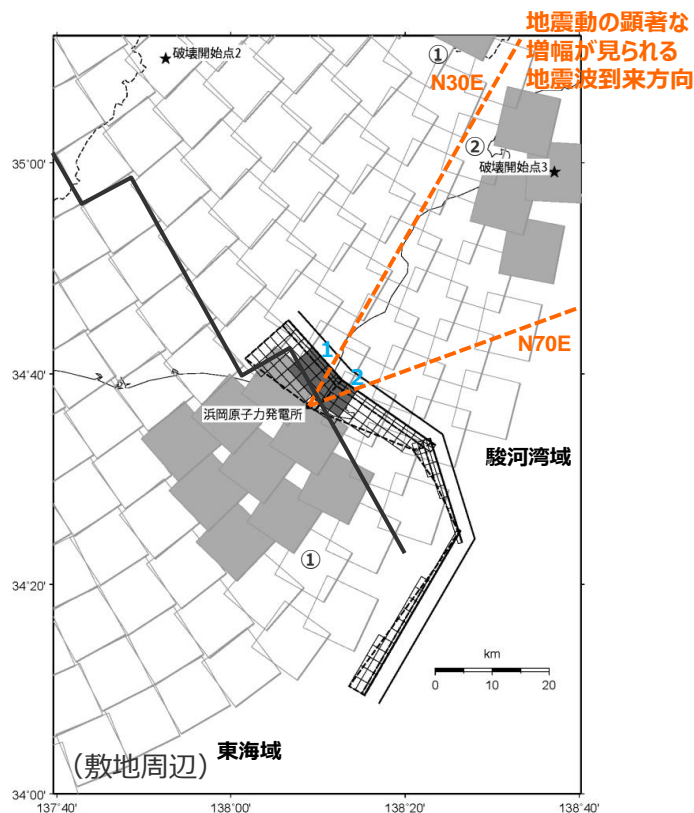 地震動の顕著な
増幅が見られる
地震波到来方向
①
破壊開始点2
N30E
②
破壊開始点3
35°00'
N70E
1
34°40'
2
浜岡原子力発電所
駿河湾域
①
34°20'
km
0 10 20
東海域
(敷地周辺)
34°00'
137°40' 138°00' 138°20' 138°40'